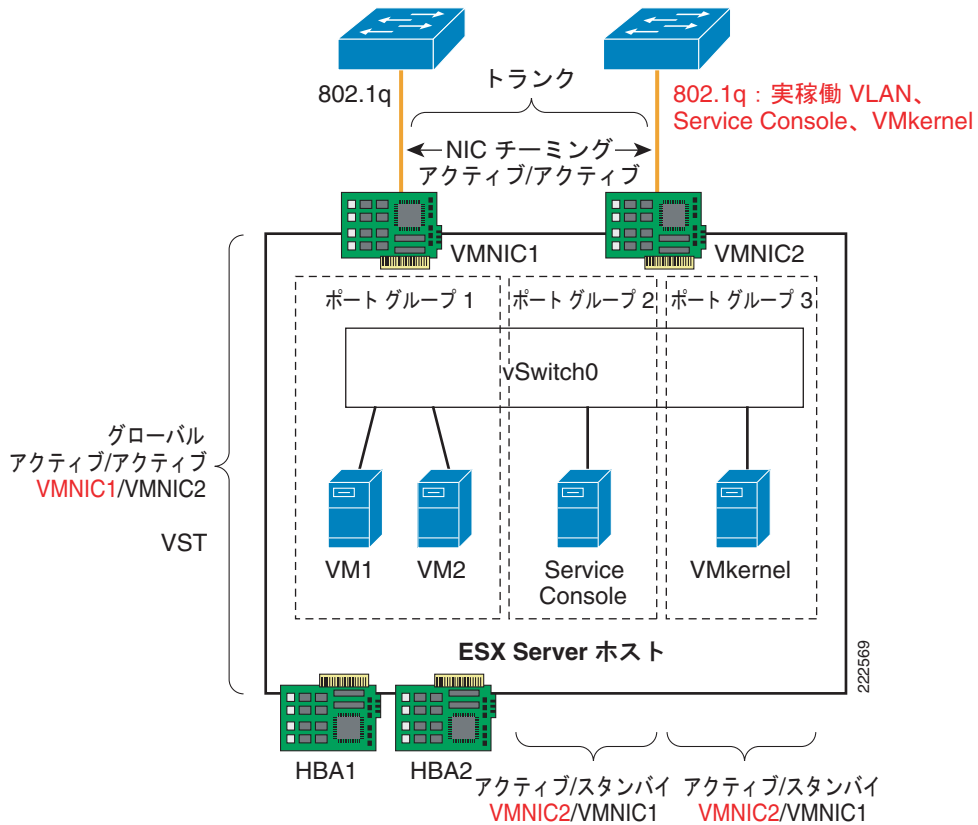 トランク
802.1q
802.1q : 実稼働 VLAN、
Service Console、VMkernel
NIC チーミング
アクティブ/アクティブ
VMNIC1
VMNIC2
ポート グループ 1
ポート グループ 2
ポート グループ 3
vSwitch0
グローバル
アクティブ/アクティブ
VMNIC1/VMNIC2
VST
VM1
VM2
Service
Console
VMkernel
ESX Server ホスト
222569
HBA1
HBA2
アクティブ/スタンバイ
VMNIC2/VMNIC1
アクティブ/スタンバイ
VMNIC2/VMNIC1